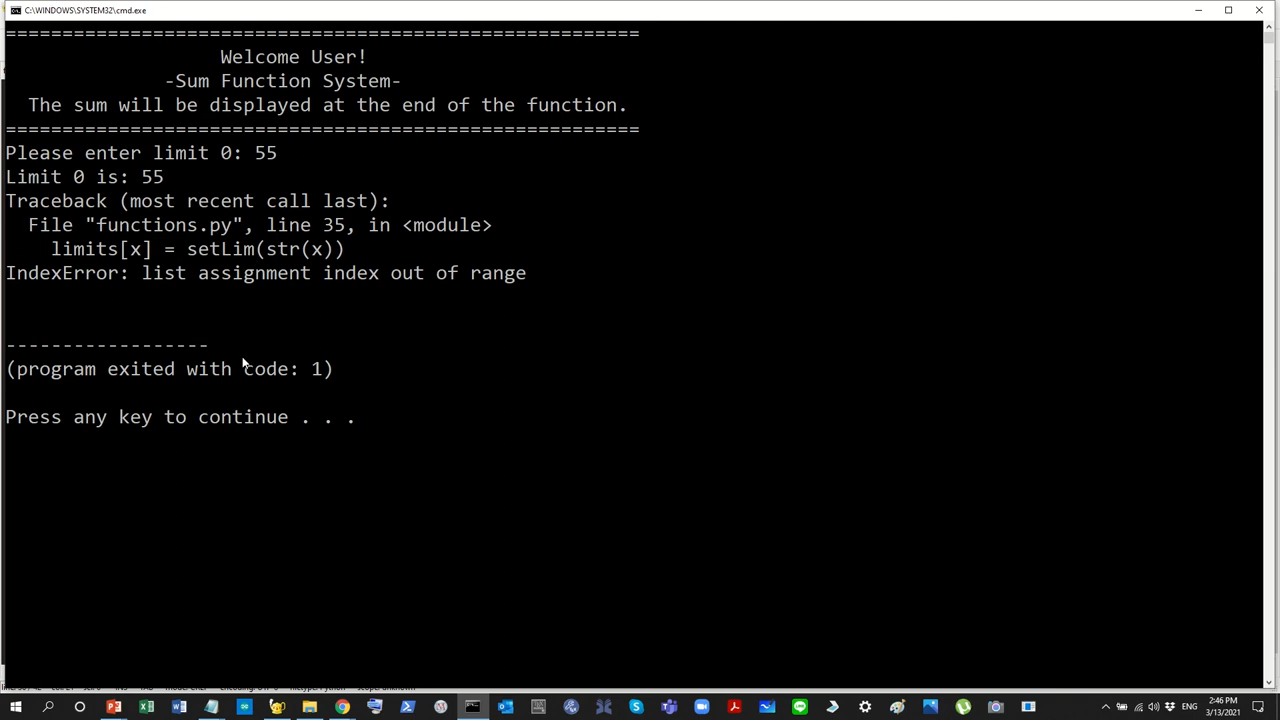 C:\WINDOWS\SYSTEM32\cmd.exe
========================================================
Welcome User!
-Sum Function System-
The sum will be displayed at the end of the function.
========================================================
Please enter limit 0: 55
Limit 0 is: 55
Traceback (most recent call last):
File "functions.py", line 35, in <module>
limits[x] = setLim(str(x))
IndexError: list assignment index out of range
------------------
(program exited with code: 1)
Press any key to continue . . .
ENG
2:46 PM
3/13/2021